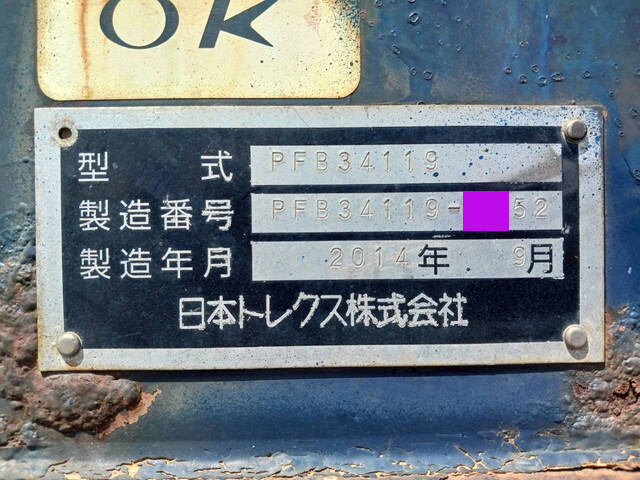 OK
型式 PFB34119
製造番号 PFB34119-52
製造年月 2014年 9月
日本トレクス株式会社